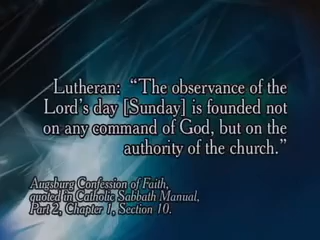 Lutheran: “The observance of the
Lord's day [Sunday] is founded not
on any command of God, but on the
authority of the church.”
Augsburg Confession of Faith,
quoted in Catholic Sabbath Manual,
Part 2, Chapter 1, Section 10.